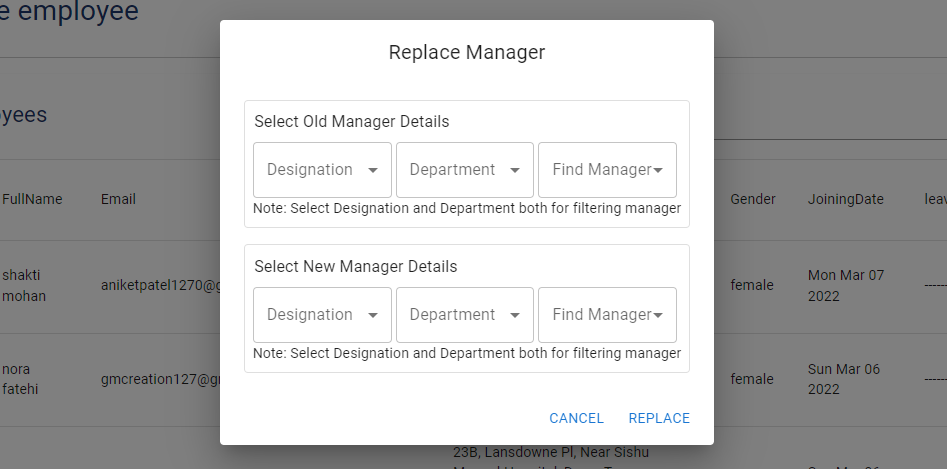 e employee
Replace Manager
yees
Select Old Manager Details
Designation Department Find Manager
Note: Select Designation and Department both for filtering manager
FullName Email Gender JoiningDate leav
shakti mohan aniketpatel1270@g female Mon Mar 07 2022 ------
Select New Manager Details
Designation Department Find Manager
Note: Select Designation and Department both for filtering manager
nora fatehi gmcreation127@g female Sun Mar 06 2022 ------
CANCEL REPLACE
23B, Lansdowne Pl, Near Sishu